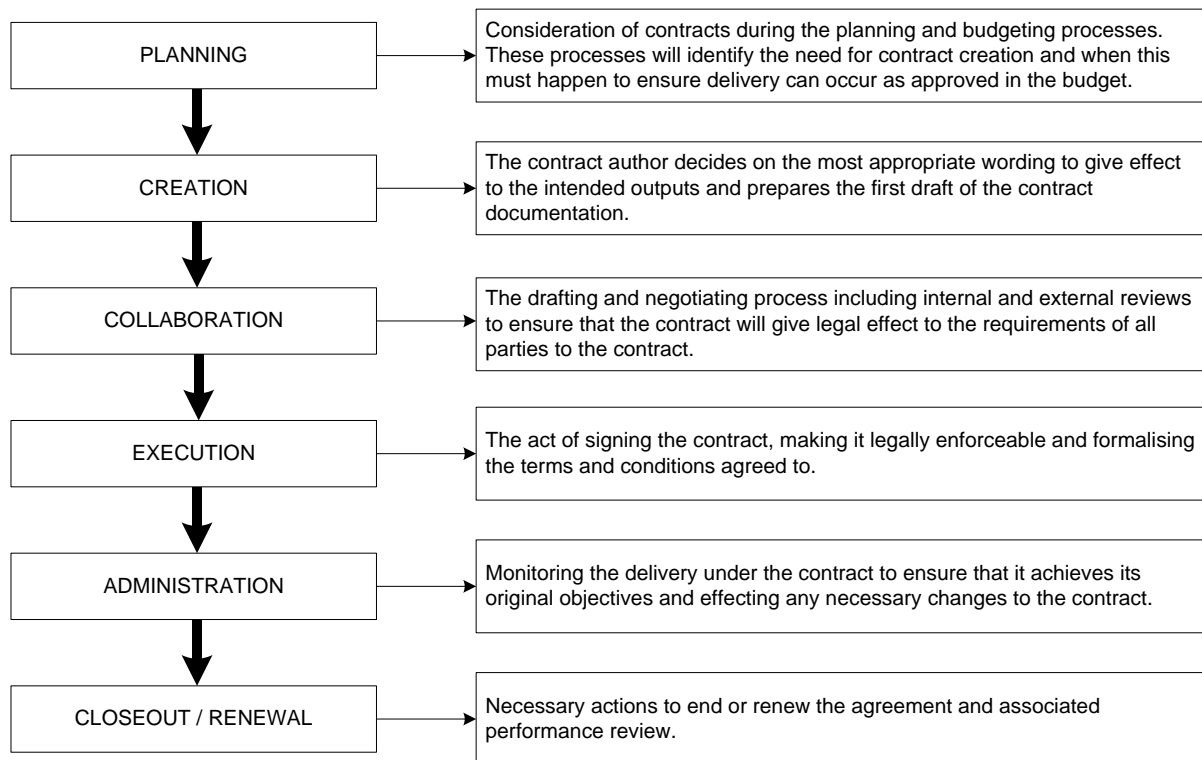 PLANNING
Consideration of contracts during the planning and budgeting processes.
These processes will identify the need for contract creation and when this
must happen to ensure delivery can occur as approved in the budget.
CREATION
The contract author decides on the most appropriate wording to give effect
to the intended outputs and prepares the first draft of the contract
documentation.
COLLABORATION
The drafting and negotiating process including internal and external reviews
to ensure that the contract will give legal effect to the requirements of all
parties to the contract.
EXECUTION
The act of signing the contract, making it legally enforceable and formalising
the terms and conditions agreed to.
ADMINISTRATION
Monitoring the delivery under the contract to ensure that it achieves its
original objectives and effecting any necessary changes to the contract.
CLOSEOUT / RENEWAL
Necessary actions to end or renew the agreement and associated
performance review.